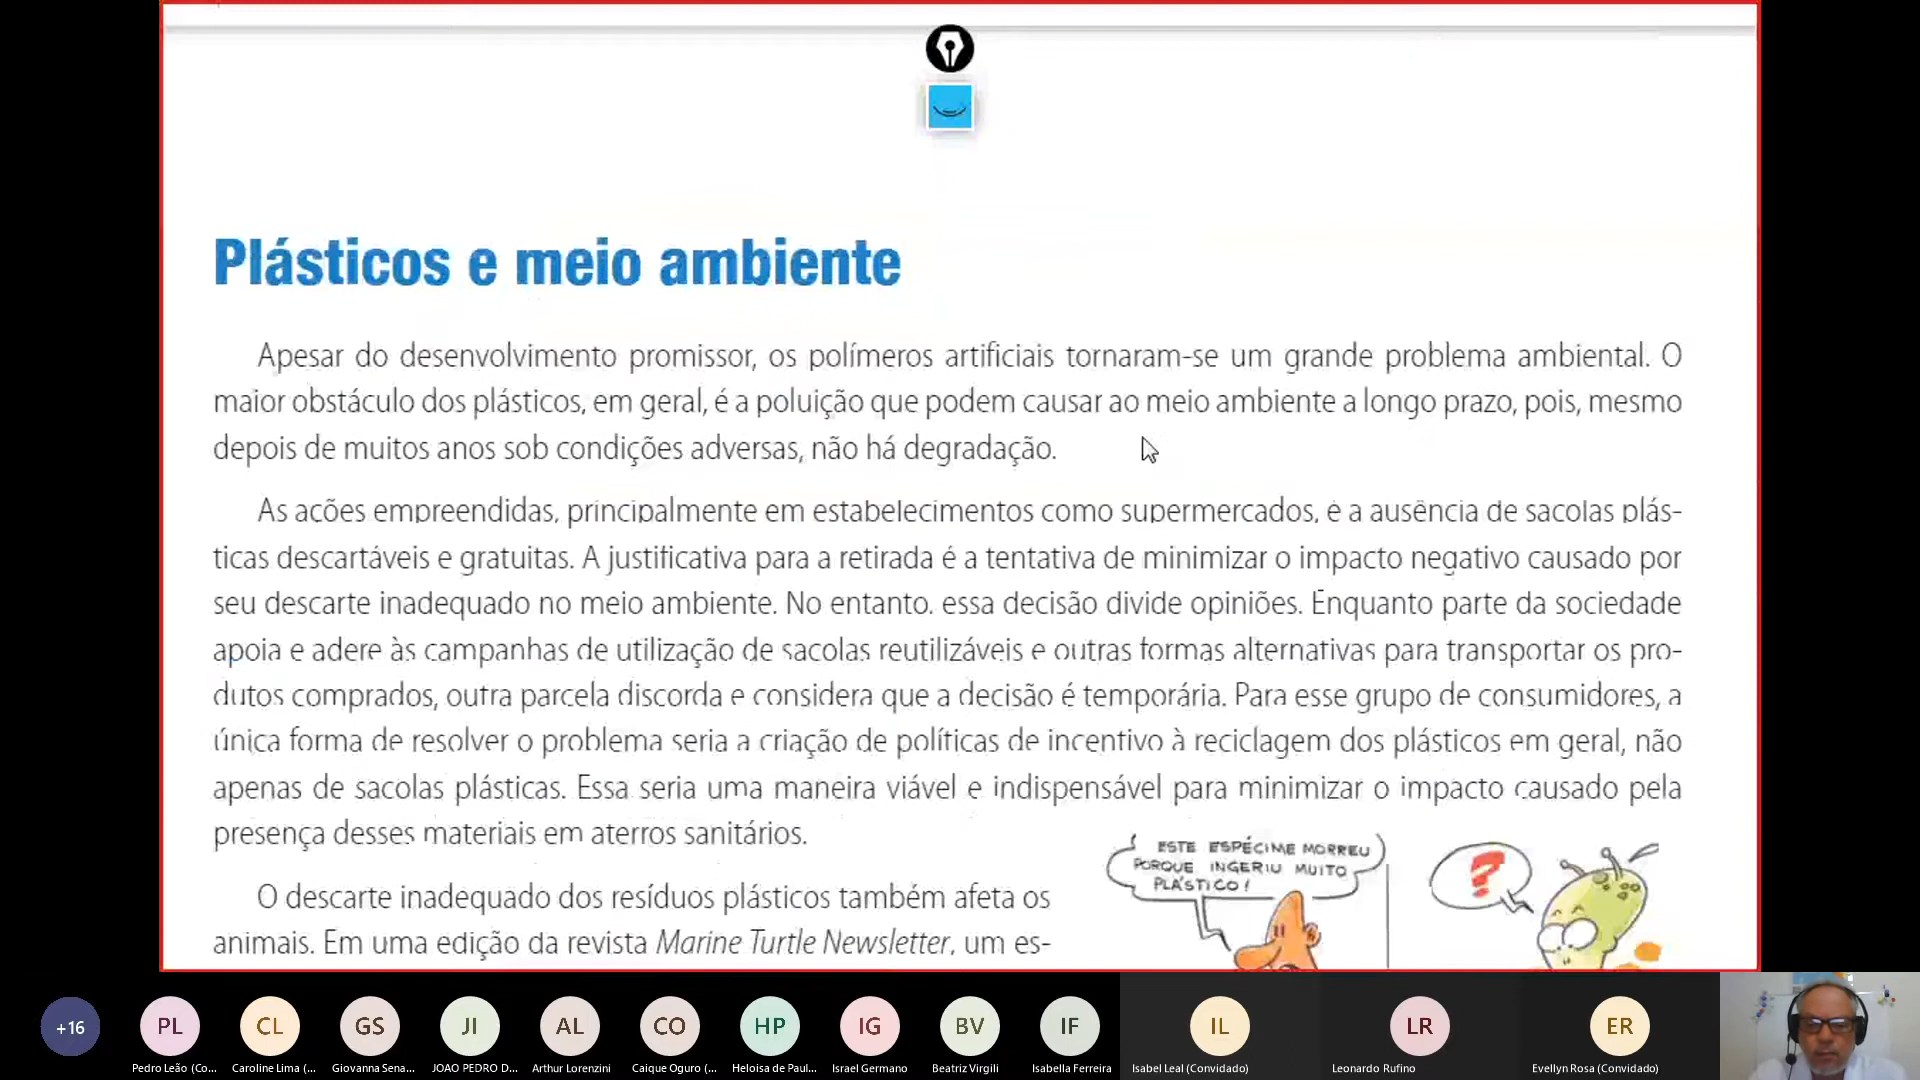 Plásticos e meio ambiente
Apesar do desenvolvimento promissor, os polímeros artificiais tornaram-se um grande problema ambiental. O
maior obstáculo dos plásticos, em geral, é a poluição que podem causar ao meio ambiente a longo prazo, pois, mesmo
depois de muitos anos sob condições adversas, não há degradação.
As ações empreendidas, principalmente em estabelecimentos como supermercados, é a ausência de sacolas plás-
ticas descartáveis e gratuitas. A justificativa para a retirada é a tentativa de minimizar o impacto negativo causado por
seu descarte inadequado no meio ambiente. No entanto, essa decisão divide opiniões. Enquanto parte da sociedade
apoia e adere às campanhas de utilização de sacolas reutilizáveis e outras formas alternativas para transportar os pro-
dutos comprados, outra parcela discorda e considera que a decisão é temporária. Para esse grupo de consumidores, a
única forma de resolver o problema seria a criação de políticas de incentivo à reciclagem dos plásticos em geral, não
apenas de sacolas plásticas. Essa seria uma maneira viável e indispensável para minimizar o impacto causado pela
presença desses materiais em aterros sanitários.
O descarte inadequado dos resíduos plásticos também afeta os
animais. Em uma edição da revista Marine Turtle Newsletter, um es-
ESTE ESPÉCIME MORREU
PORQUE INGERIU MUITO
PLÁSTICO!
?
+16
PL
CL
GS
JI
AL
CO
HP
IG
BV
IF
IL
LR
ER
Pedro Leão (Co...
Caroline Lima (...
Giovanna Sena...
JOAO PEDRO D...
Arthur Lorenzini
Caique Oguro (...
Heloisa de Paul...
Israel Germano
Beatriz Virgili
Isabella Ferreira
Isabel Leal (Convidado)
Leonardo Rufino
Evellyn Rosa (Convidado)